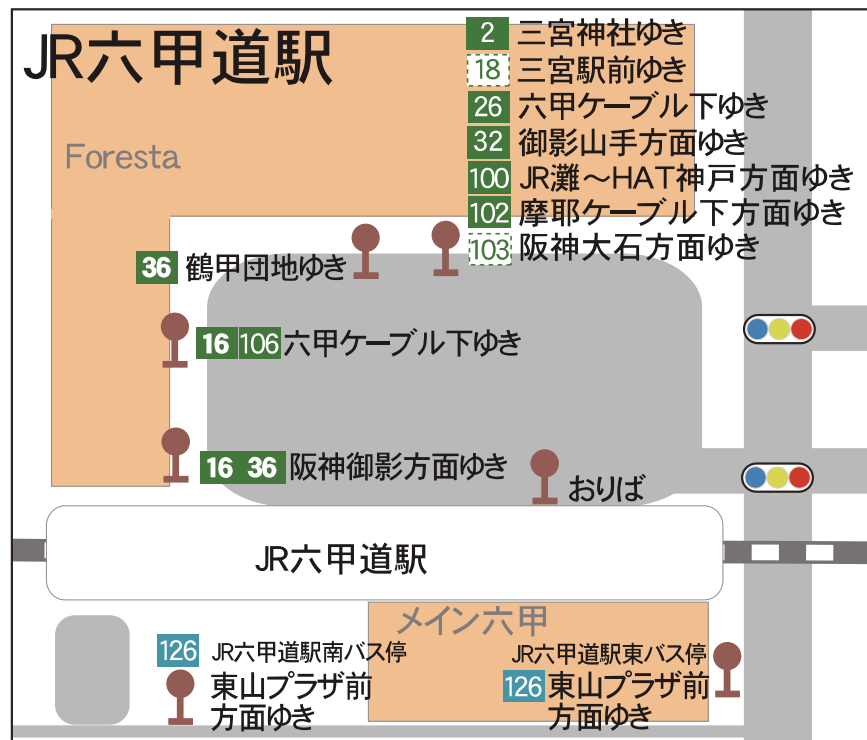 JR六甲道駅
2 三宮神社ゆき
18 三宮駅前ゆき
26 六甲ケーブル下ゆき
32 御影山手方面ゆき
100 JR灘～HAT神戸方面ゆき
102 摩耶ケーブル下方面ゆき
103 阪神大石方面ゆき
Foresta
36 鶴甲団地ゆき
16 106 六甲ケーブル下ゆき
16 36 阪神御影方面ゆき
おりば
JR六甲道駅
メイン六甲
126 JR六甲道駅南バス停
東山プラザ前
方面ゆき
JR六甲道駅東バス停
126 東山プラザ前
方面ゆき